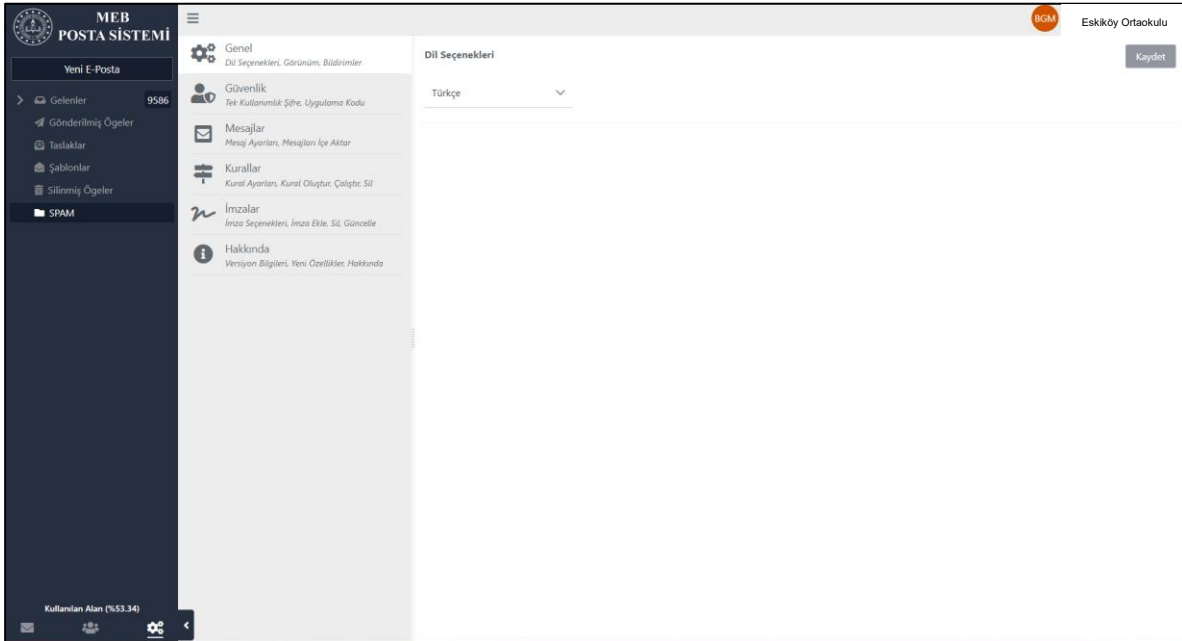 MEB
POSTA SİSTEMİ
Yeni E-Posta
Gelenler 9586
Gönderilmiş Ögeler
Taslaklar
Şablonlar
Silinmiş Ögeler
SPAM
Kullanılan Alan (%53.34)
Genel
Dil Seçenekleri, Görünüm, Bildirimler
Güvenlik
Tek Kullanımlık Şifre, Uygulama Kodu
Mesajlar
Mesaj Ayarları, Mesajları İçe Aktar
Kurallar
Kural Ayarları, Kural Oluştur, Çalıştır, Sil
İmzalar
İmza Seçenekleri, İmza Ekle, Sil, Güncelle
Hakkında
Versiyon Bilgileri, Yeni Özellikler, Hakkında
BGM Eskiköy Ortaokulu
Dil Seçenekleri
Kaydet
Türkçe